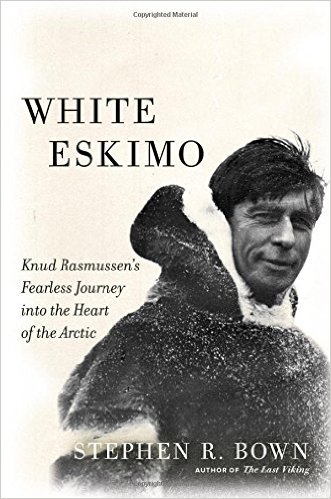 Copyrighted Material
WHITE
ESKIMO
Knud Rasmussen's
Fearless Journey
into the Heart
of the Arctic
STEPHEN R. BOWN
AUTHOR OF The Last Viking